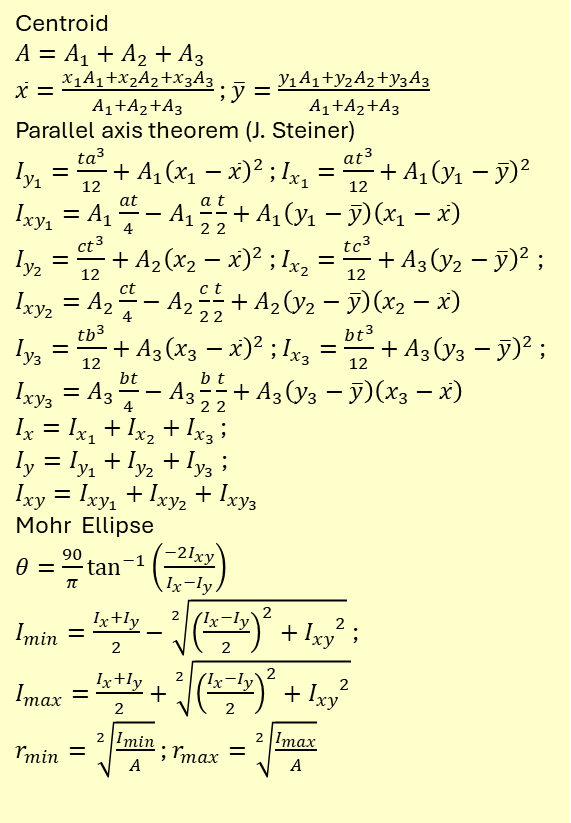 Centroid
A = A₁ + A₂ + A₃
ẋ = (x₁A₁+x₂A₂+x₃A₃)/(A₁+A₂+A₃) ; ȳ = (y₁A₁+y₂A₂+y₃A₃)/(A₁+A₂+A₃)
Parallel axis theorem (J. Steiner)
I_y₁ = ta³/12 + A₁(x₁ − ẋ)² ; I_x₁ = at³/12 + A₁(y₁ − ȳ)²
I_xy₁ = A₁ at/4 − A₁ a/2 t/2 + A₁(y₁ − ȳ)(x₁ − ẋ)
I_y₂ = ct³/12 + A₂(x₂ − ẋ)² ; I_x₂ = tc³/12 + A₃(y₂ − ȳ)² ;
I_xy₂ = A₂ ct/4 − A₂ c/2 t/2 + A₂(y₂ − ȳ)(x₂ − ẋ)
I_y₃ = tb³/12 + A₃(x₃ − ẋ)² ; I_x₃ = bt³/12 + A₃(y₃ − ȳ)² ;
I_xy₃ = A₃ bt/4 − A₃ b/2 t/2 + A₃(y₃ − ȳ)(x₃ − ẋ)
I_x = I_x₁ + I_x₂ + I_x₃ ;
I_y = I_y₁ + I_y₂ + I_y₃ ;
I_xy = I_xy₁ + I_xy₂ + I_xy₃
Mohr Ellipse
θ = 90/π tan⁻¹(−2I_xy/(I_x−I_y))
I_min = (I_x+I_y)/2 − ²√(((I_x−I_y)/2)² + I_xy²) ;
I_max = (I_x+I_y)/2 + ²√(((I_x−I_y)/2)² + I_xy²)
r_min = ²√(I_min/A) ; r_max = ²√(I_max/A)